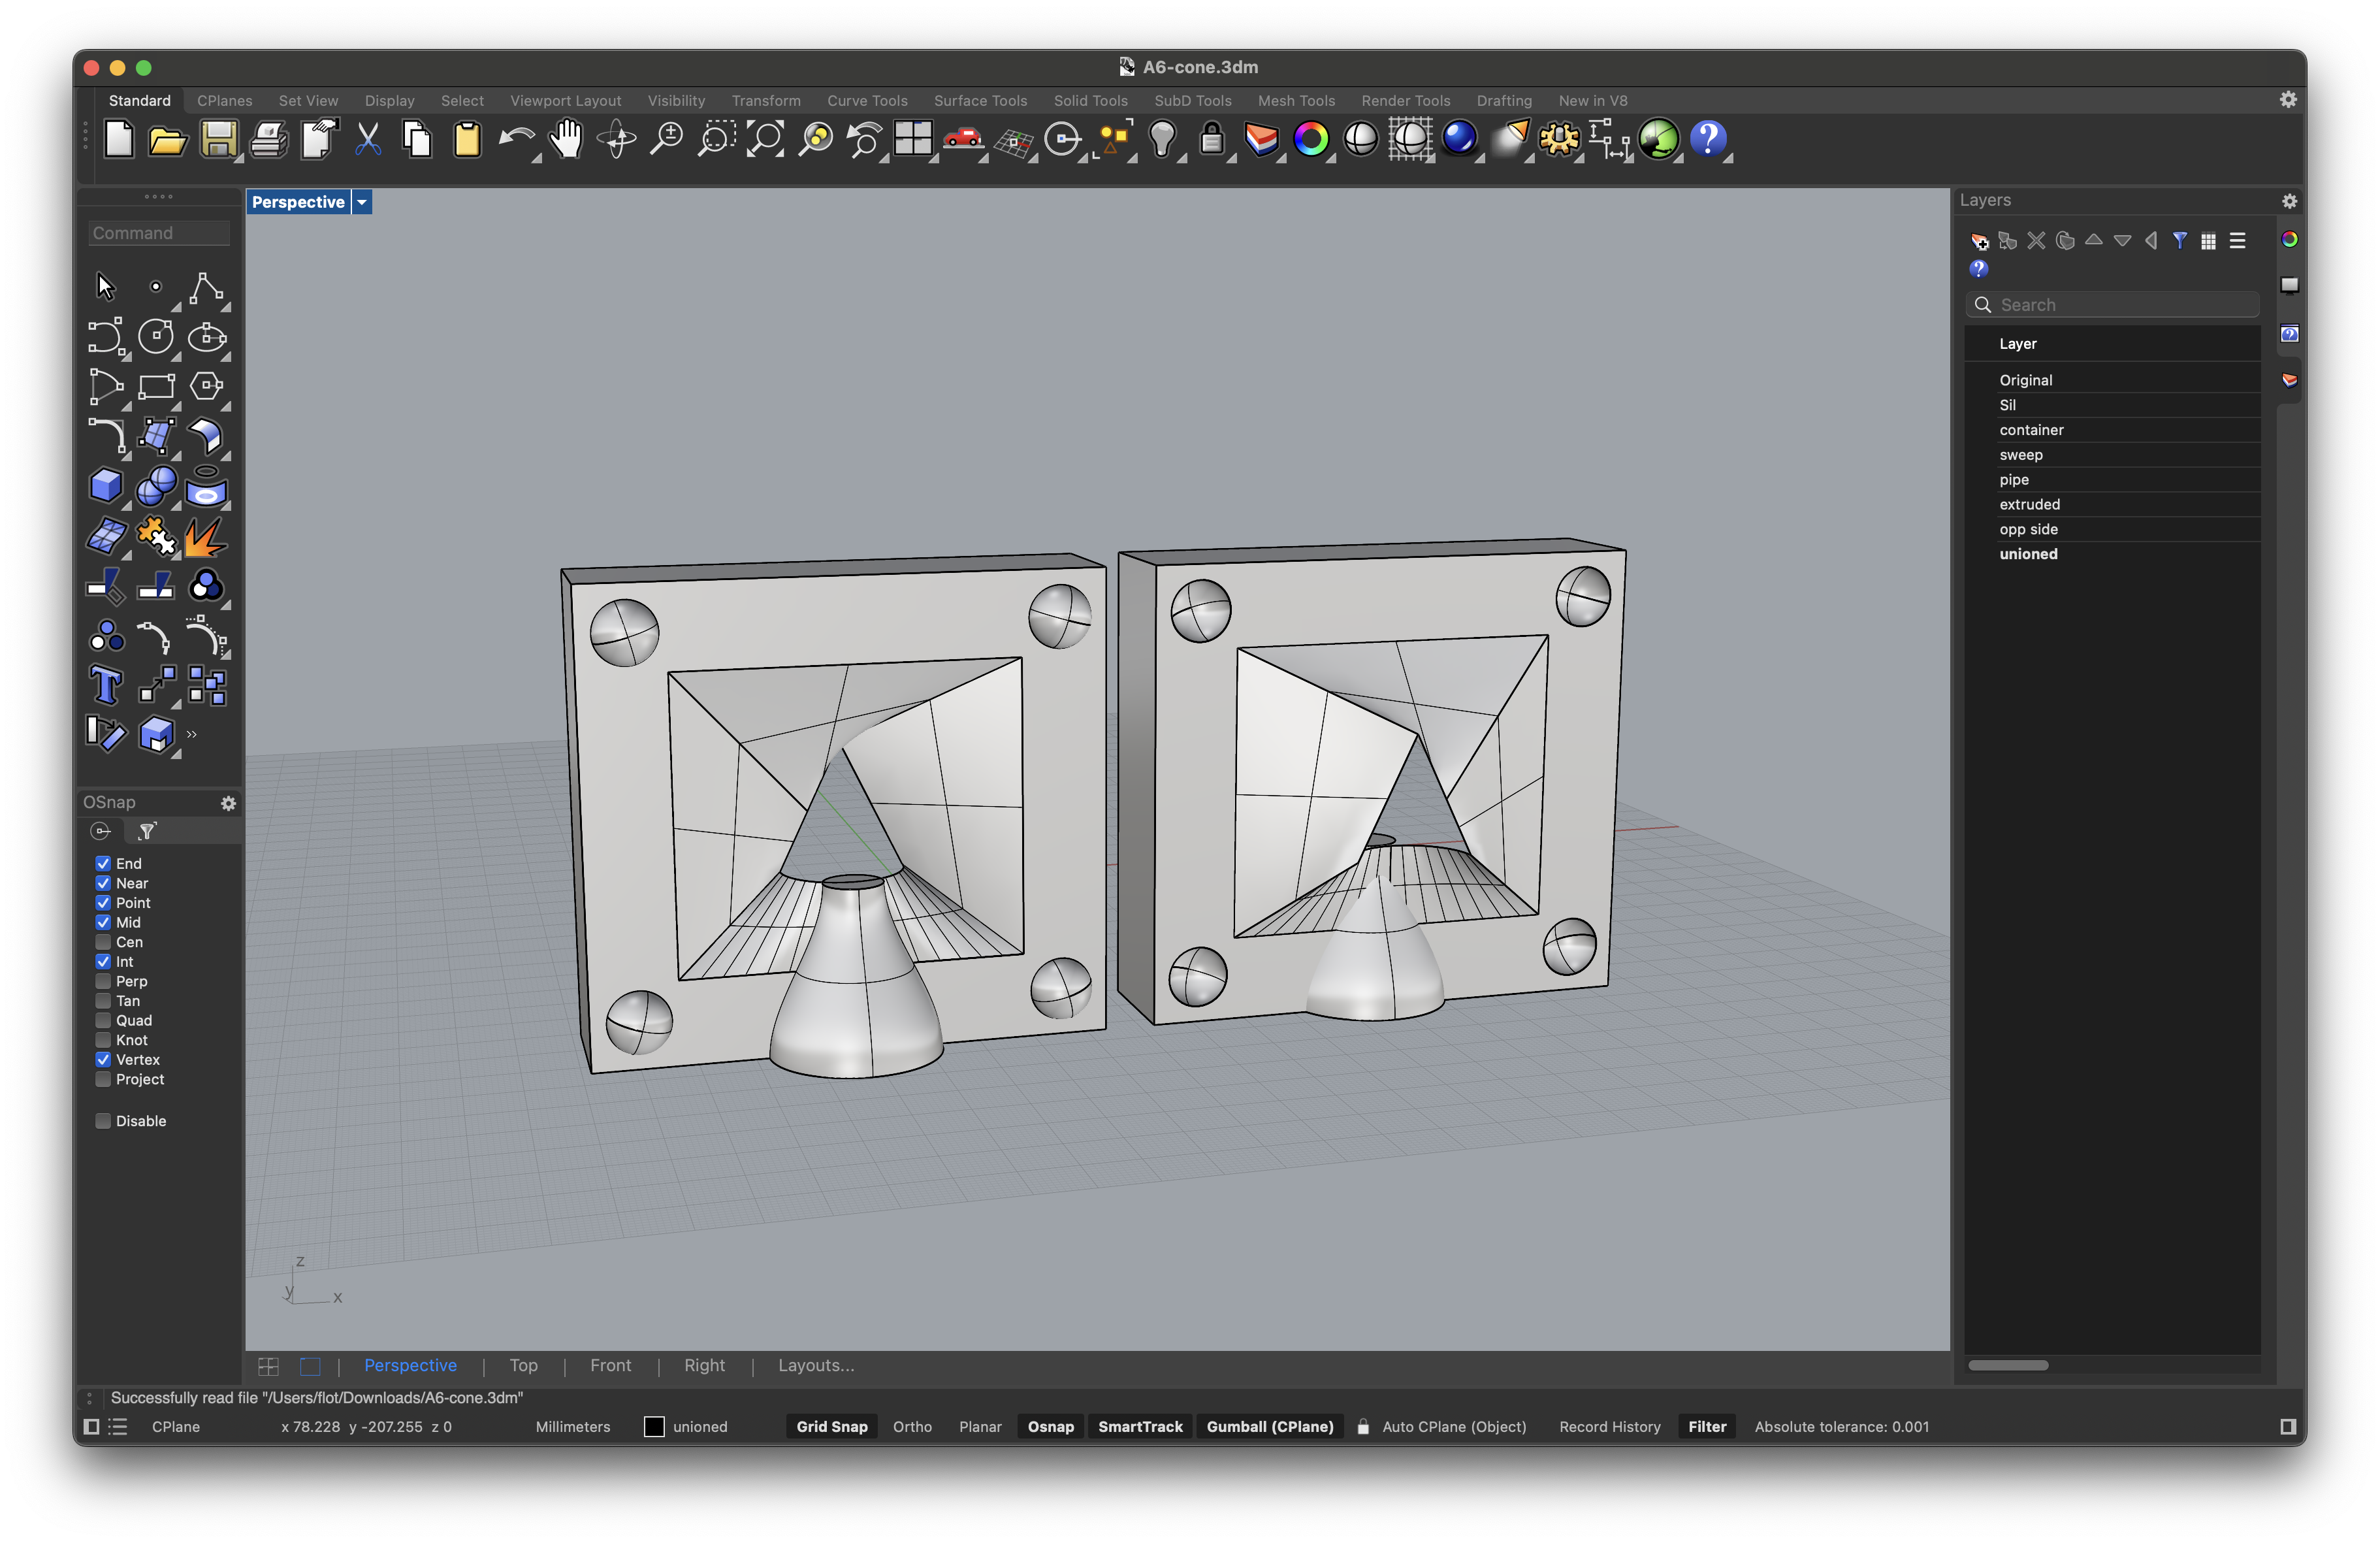 A6-cone.3dm
Standard CPlanes Set View Display Select Viewport Layout Visibility Transform Curve Tools Surface Tools Solid Tools SubD Tools Mesh Tools Render Tools Drafting New in V8
Perspective
Command
OSnap
End
Near
Point
Mid
Cen
Int
Perp
Tan
Quad
Knot
Vertex
Project
Disable
z
y
x
Layers
Search
Layer
Original
Sil
container
sweep
pipe
extruded
opp side
unioned
Perspective Top Front Right Layouts...
Successfully read file "/Users/flot/Downloads/A6-cone.3dm"
CPlane x 78.228 y -207.255 z 0 Millimeters unioned Grid Snap Ortho Planar Osnap SmartTrack Gumball (CPlane) Auto CPlane (Object) Record History Filter Absolute tolerance: 0.001